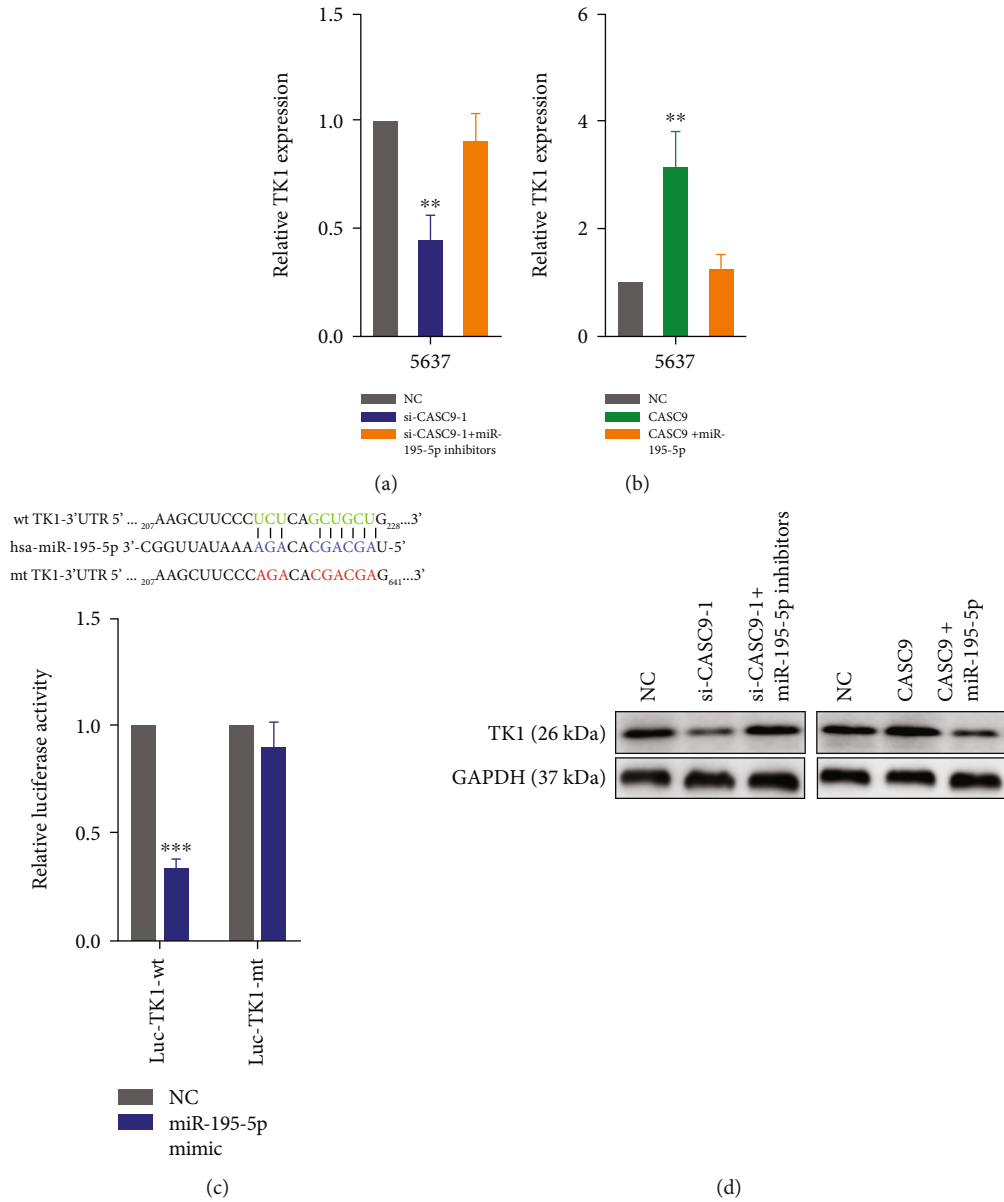 1.5
1.0
0.5
0.0
Relative TK1 expression
**
5637
NC
si-CASC9-1
si-CASC9-1+miR-
195-5p inhibitors
(a)
6
4
2
0
Relative TK1 expression
**
5637
NC
CASC9
CASC9 +miR-
195-5p
(b)
wt TK1-3’UTR 5’ ... 207AAGCUUCCCUCUCAGCUGCUG228...3’
hsa-miR-195-5p 3’-CGGUUAUAAAAGACACGACGAU-5’
mt TK1-3’UTR 5’ ... 207AAGCUUCCCAGACACGACGAG641...3’
1.5
1.0
0.5
0.0
Relative luciferase activity
***
Luc-TK1-wt
Luc-TK1-mt
NC
miR-195-5p
mimic
(c)
NC
si-CASC9-1
si-CASC9-1+
miR-195-5p inhibitors
NC
CASC9
CASC9 +
miR-195-5p
TK1 (26 kDa)
GAPDH (37 kDa)
(d)